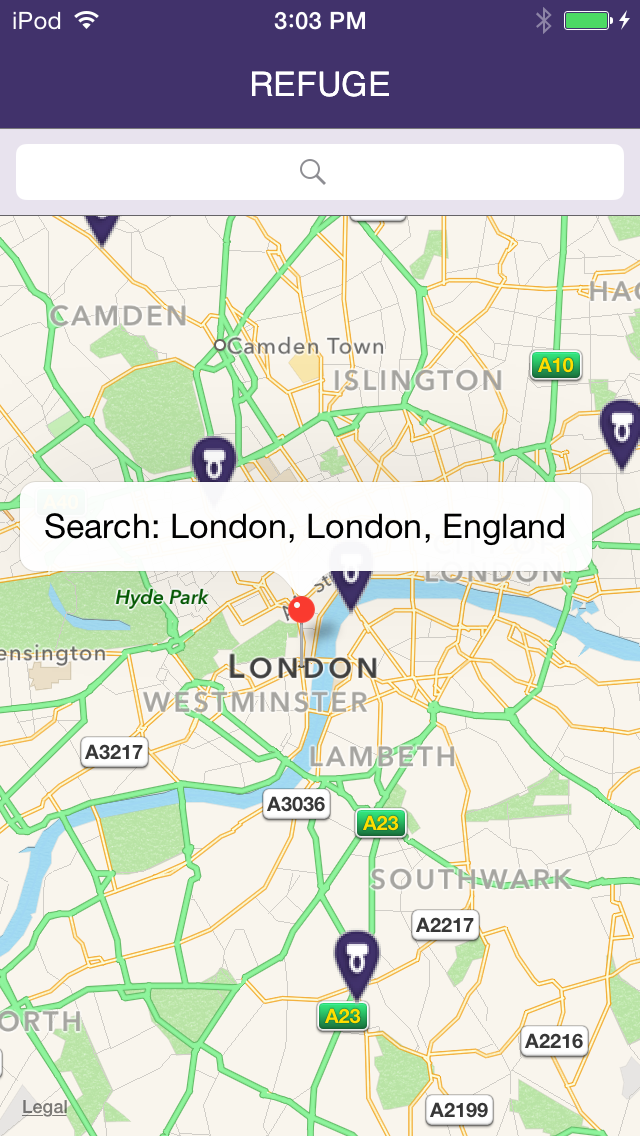 iPod
3:03 PM
REFUGE
CAMDEN
HAC
Camden Town
ISLINGTON
A10
Search: London, London, England
LONDON
Hyde Park
ensington
LONDON
WESTMINSTER
A3217
LAMBETH
A3036
A23
SOUTHWARK
A2217
A23
ORTH
A2216
Legal
A2199